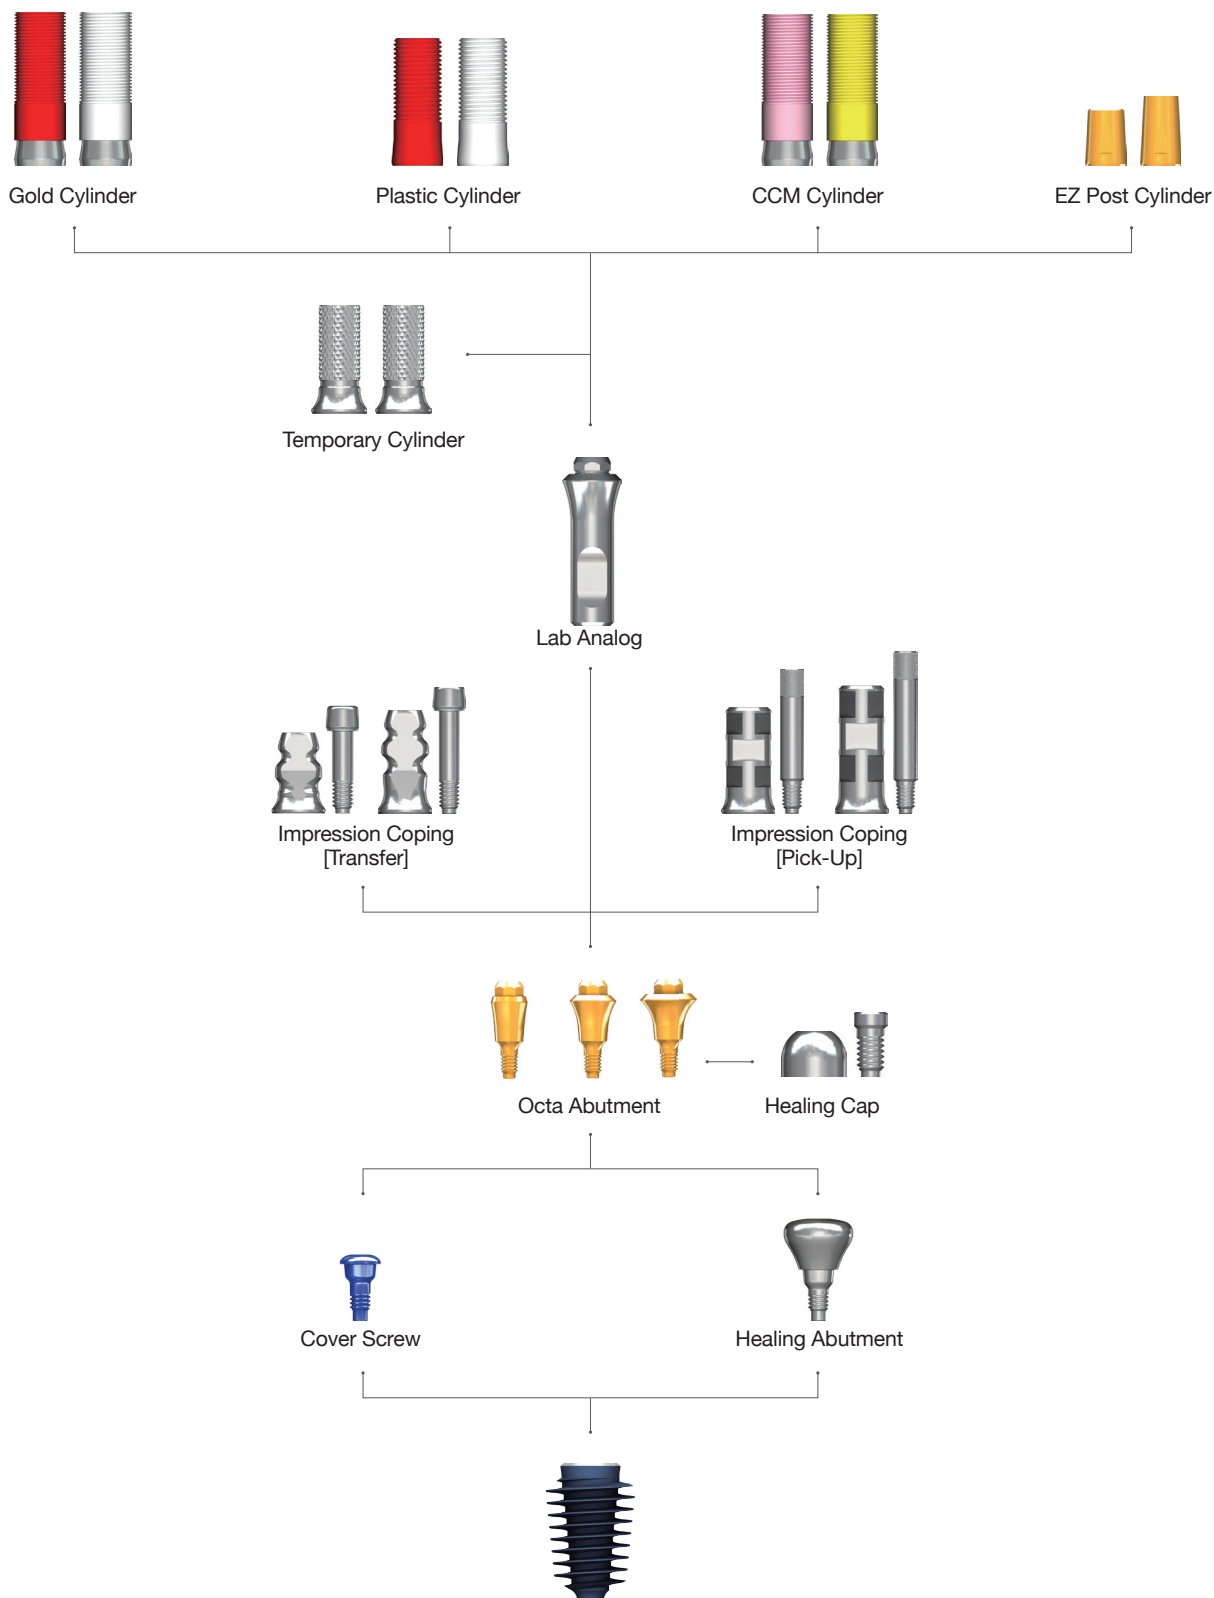 Gold Cylinder
Plastic Cylinder
CCM Cylinder
EZ Post Cylinder
Temporary Cylinder
Lab Analog
Impression Coping
[Transfer]
Impression Coping
[Pick-Up]
Octa Abutment
Healing Cap
Cover Screw
Healing Abutment